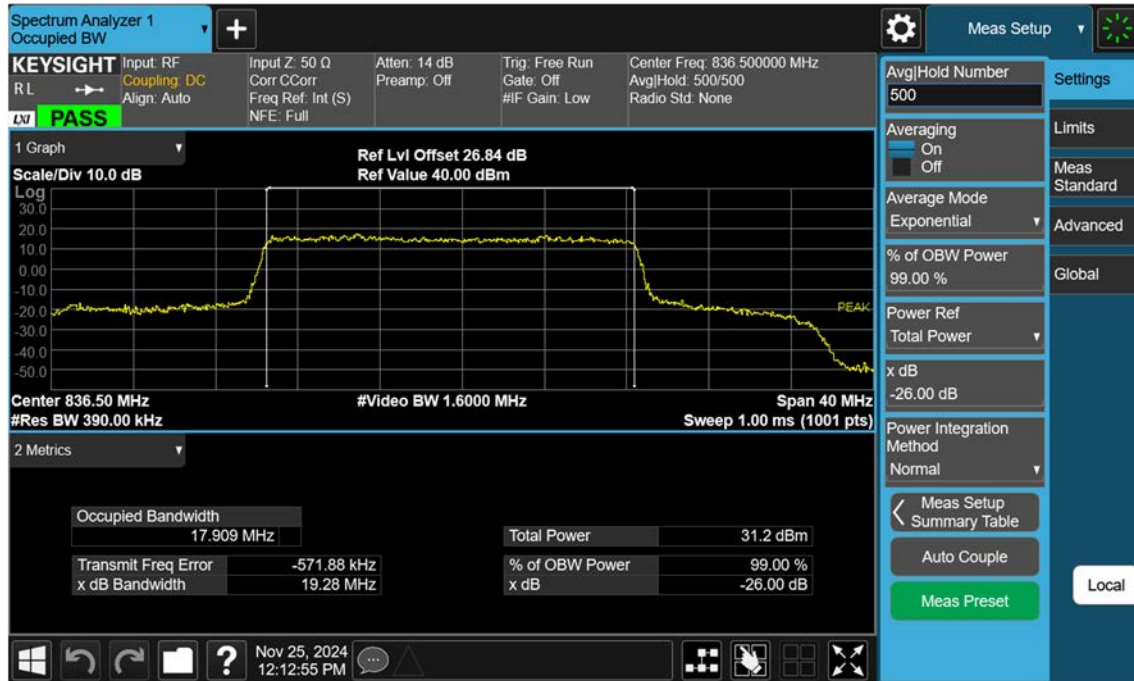 Spectrum Analyzer 1
Occupied BW
+
Meas Setup
KEYSIGHT
RL
LXI PASS
Input: RF
Coupling: DC
Align: Auto
Input Z: 50 Ω
Corr CCorr
Freq Ref: Int (S)
NFE: Full
Atten: 14 dB
Preamp: Off
Trig: Free Run
Gate: Off
#IF Gain: Low
Center Freq: 836.500000 MHz
Avg|Hold: 500/500
Radio Std: None
1 Graph
Scale/Div 10.0 dB
Ref Lvl Offset 26.84 dB
Ref Value 40.00 dBm
Log
30.0
20.0
10.0
0.00
-10.0
-20.0
-30.0
-40.0
-50.0
PEAK
Center 836.50 MHz
#Video BW 1.6000 MHz
Span 40 MHz
#Res BW 390.00 kHz
Sweep 1.00 ms (1001 pts)
2 Metrics
Occupied Bandwidth
17.909 MHz
Transmit Freq Error -571.88 kHz
x dB Bandwidth 19.28 MHz
Total Power 31.2 dBm
% of OBW Power 99.00 %
x dB -26.00 dB
Avg|Hold Number
500
Averaging
On
Off
Average Mode
Exponential
% of OBW Power
99.00 %
Power Ref
Total Power
x dB
-26.00 dB
Power Integration
Method
Normal
Meas Setup
Summary Table
Auto Couple
Meas Preset
Settings
Limits
Meas
Standard
Advanced
Global
Local
?
Nov 25, 2024
12:12:55 PM